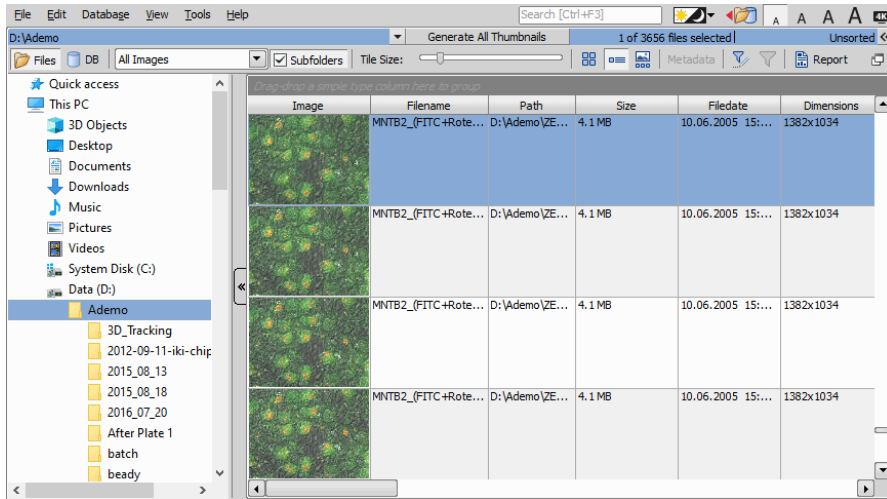 File Edit Database View Tools Help Search [Ctrl+F3] A A A A 4K
D:\Ademo Generate All Thumbnails 1 of 3656 files selected Unsorted
Files DB All Images Subfolders Tile Size: Metadata Report
Quick access
This PC
3D Objects
Desktop
Documents
Downloads
Music
Pictures
Videos
System Disk (C:)
Data (D:)
Ademo
3D_Tracking
2012-09-11-iki-chip
2015_08_13
2015_08_18
2016_07_20
After Plate 1
batch
beady
Drag-drop a simple type column here to group
Image Filename Path Size Filedate Dimensions
MNTB2_(FITC+Rote... D:\Ademo\ZE... 4.1 MB 10.06.2005 15:... 1382x1034
MNTB2_(FITC+Rote... D:\Ademo\ZE... 4.1 MB 10.06.2005 15:... 1382x1034
MNTB2_(FITC+Rote... D:\Ademo\ZE... 4.1 MB 10.06.2005 15:... 1382x1034
MNTB2_(FITC+Rote... D:\Ademo\ZE... 4.1 MB 10.06.2005 15:... 1382x1034